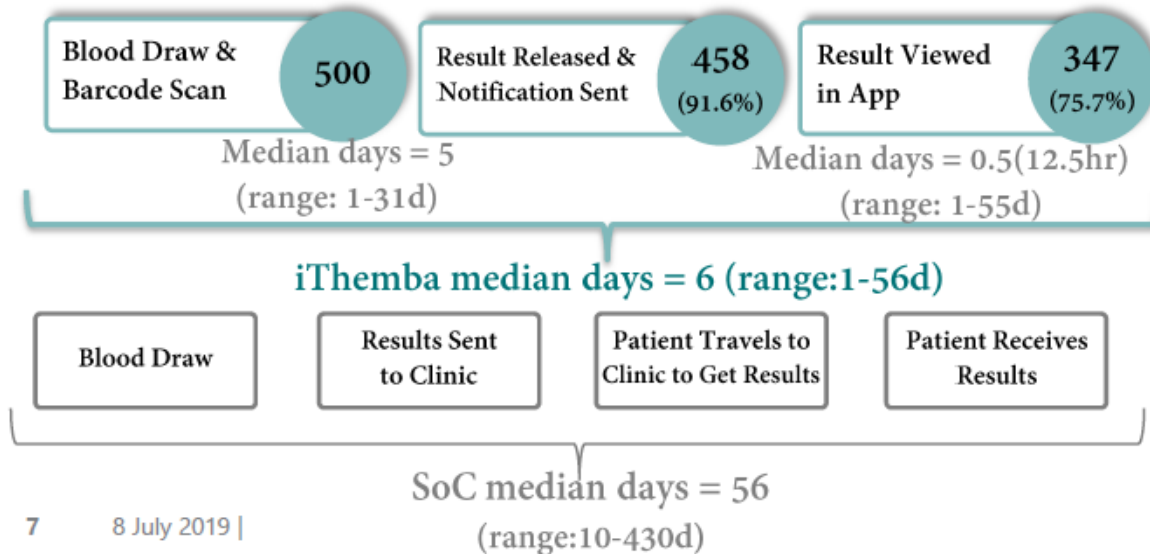 Blood Draw &
Barcode Scan
500
Result Released &
Notification Sent
458
(91.6%)
Result Viewed
in App
347
(75.7%)
Median days = 5
(range: 1-31d)
Median days = 0.5(12.5hr)
(range: 1-55d)
iThemba median days = 6 (range:1-56d)
Blood Draw
Results Sent
to Clinic
Patient Travels to
Clinic to Get Results
Patient Receives
Results
SoC median days = 56
(range:10-430d)
7 8 July 2019 |